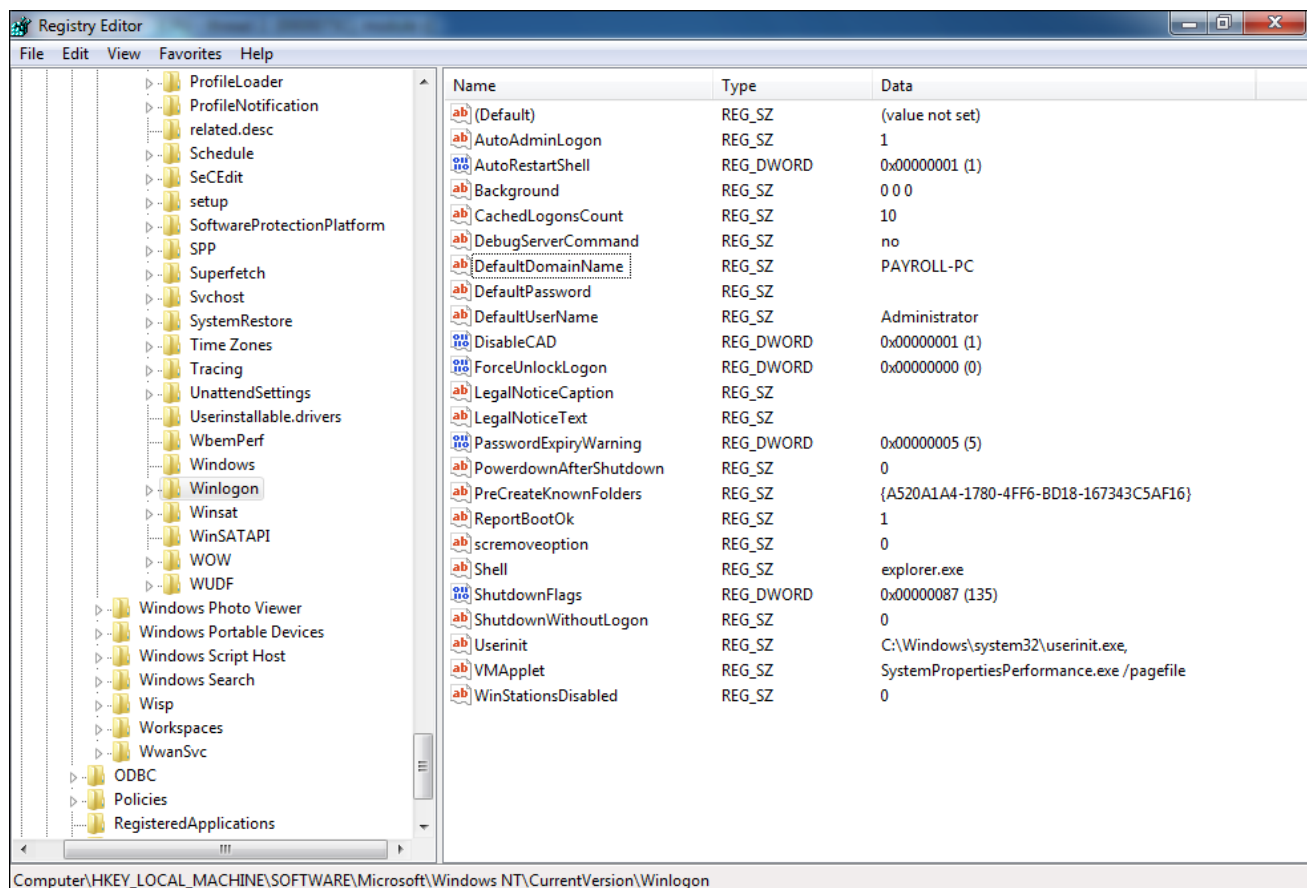 Registry Editor
File Edit View Favorites Help
ProfileLoader
ProfileNotification
related.desc
Schedule
SeCEdit
setup
SoftwareProtectionPlatform
SPP
Superfetch
Svchost
SystemRestore
Time Zones
Tracing
UnattendSettings
Userinstallable.drivers
WbemPerf
Windows
Winlogon
Winsat
WinSATAPI
WOW
WUDF
Windows Photo Viewer
Windows Portable Devices
Windows Script Host
Windows Search
Wisp
Workspaces
WwanSvc
ODBC
Policies
RegisteredApplications
Name Type Data
(Default) REG_SZ (value not set)
AutoAdminLogon REG_SZ 1
AutoRestartShell REG_DWORD 0x00000001 (1)
Background REG_SZ 0 0 0
CachedLogonsCount REG_SZ 10
DebugServerCommand REG_SZ no
DefaultDomainName REG_SZ PAYROLL-PC
DefaultPassword REG_SZ
DefaultUserName REG_SZ Administrator
DisableCAD REG_DWORD 0x00000001 (1)
ForceUnlockLogon REG_DWORD 0x00000000 (0)
LegalNoticeCaption REG_SZ
LegalNoticeText REG_SZ
PasswordExpiryWarning REG_DWORD 0x00000005 (5)
PowerdownAfterShutdown REG_SZ 0
PreCreateKnownFolders REG_SZ {A520A1A4-1780-4FF6-BD18-167343C5AF16}
ReportBootOk REG_SZ 1
scremoveoption REG_SZ 0
Shell REG_SZ explorer.exe
ShutdownFlags REG_DWORD 0x00000087 (135)
ShutdownWithoutLogon REG_SZ 0
Userinit REG_SZ C:\Windows\system32\userinit.exe,
VMApplet REG_SZ SystemPropertiesPerformance.exe /pagefile
WinStationsDisabled REG_SZ 0
Computer\HKEY_LOCAL_MACHINE\SOFTWARE\Microsoft\Windows NT\CurrentVersion\Winlogon